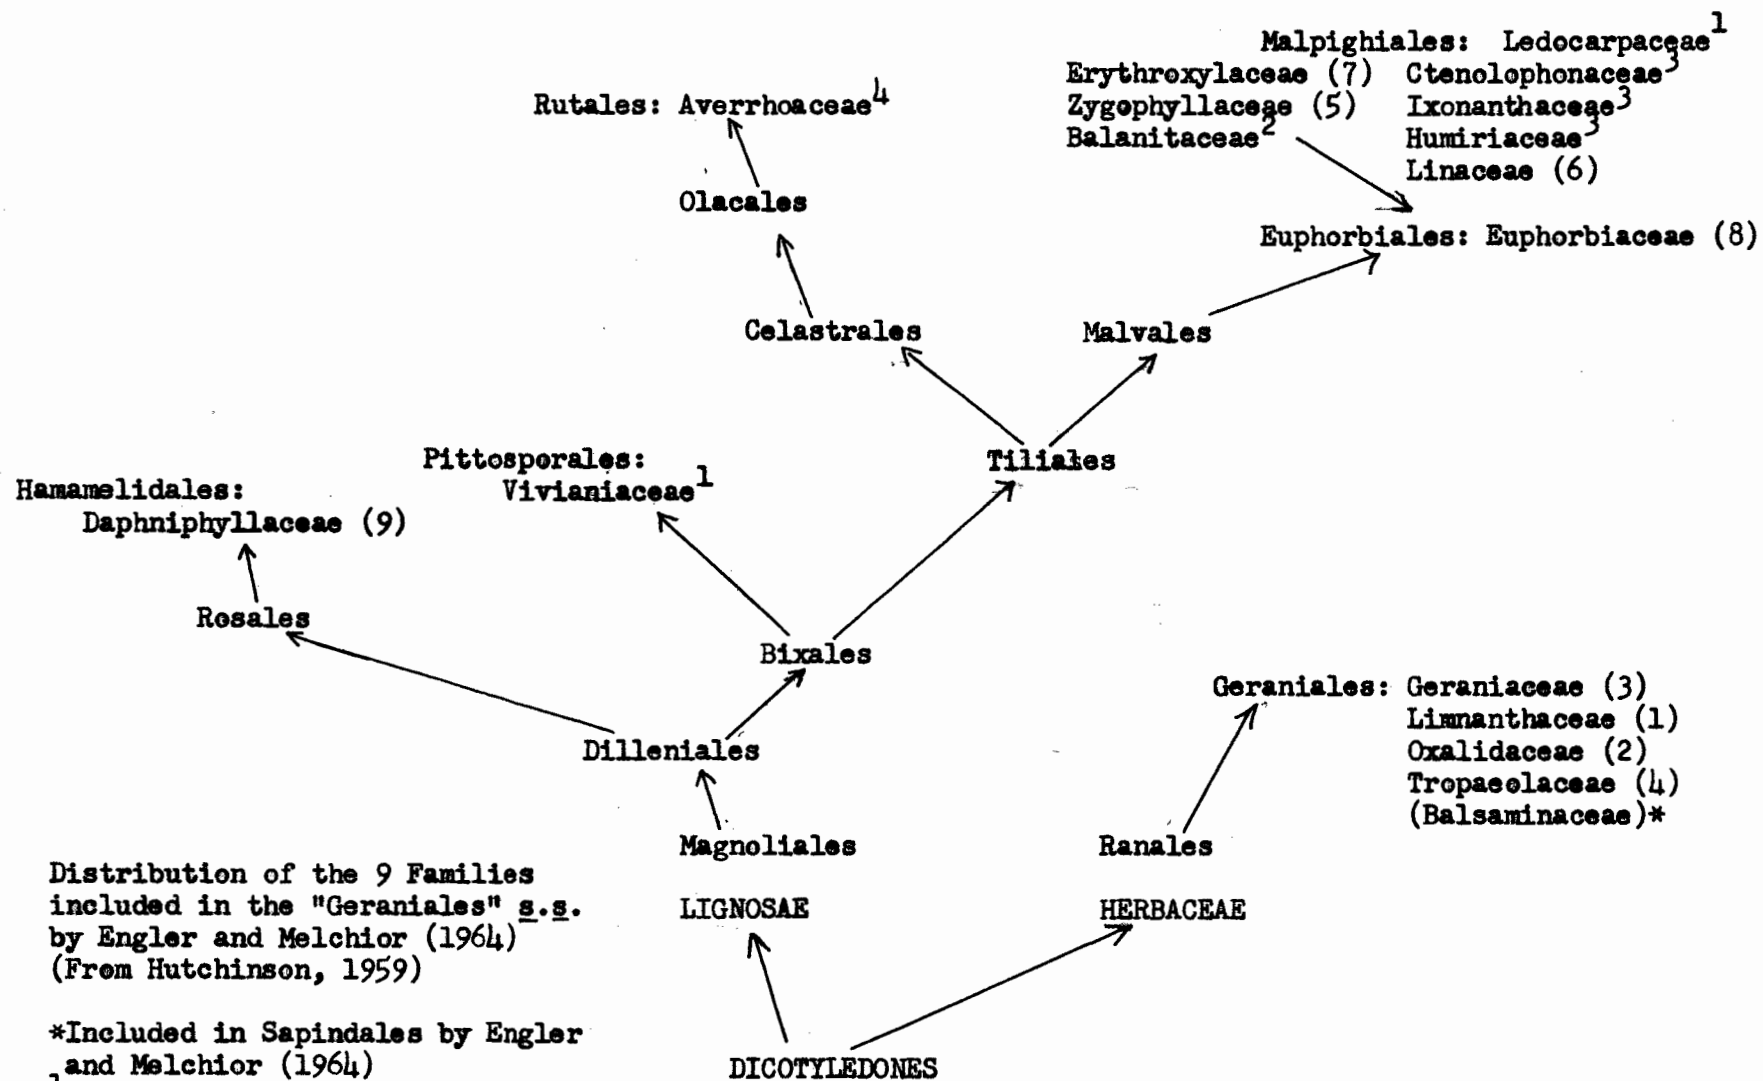 Malpighiales: Ledocarpaceae1
Erythroxylaceae (7) Ctenolophonaceae3
Zygophyllaceae (5) Ixonanthaceae3
Balanitaceae2 Humiriaceae3
Linaceae (6)
Rutales: Averrhoaceae4
Olacales
Euphorbiales: Euphorbiaceae (8)
Celastrales
Malvales
Pittosporales:
Vivianiaceae1
Tiliales
Hamamelidales:
Daphniphyllaceae (9)
Rosales
Bixales
Geraniales: Geraniaceae (3)
Limnanthaceae (1)
Oxalidaceae (2)
Tropaeolaceae (4)
(Balsaminaceae)*
Dilleniales
Magnoliales
Ranales
LIGNOSAE
HERBACEAE
Distribution of the 9 Families
included in the "Geraniales" s.s.
by Engler and Melchior (1964)
(From Hutchinson, 1959)
*Included in Sapindales by Engler
and Melchior (1964)
1
DICOTYLEDONES